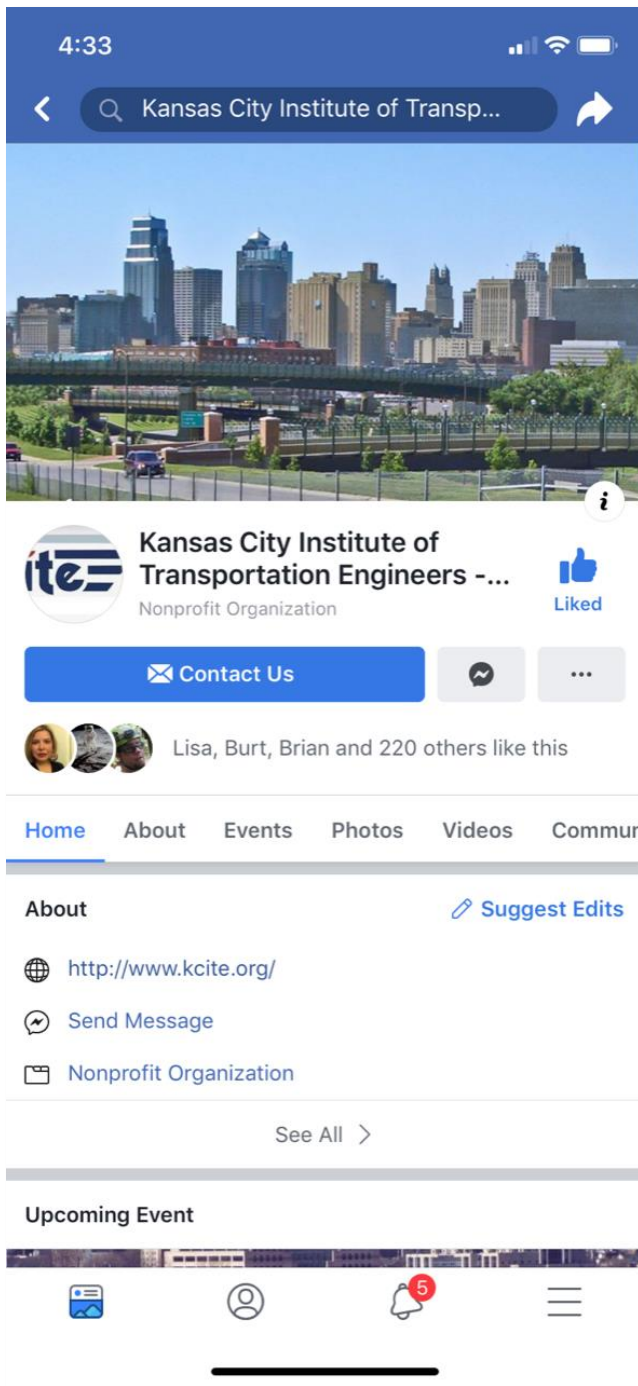 4:33
Kansas City Institute of Transp...
i
ite
Kansas City Institute of
Transportation Engineers -...
Nonprofit Organization
Liked
Contact Us
Lisa, Burt, Brian and 220 others like this
Home About Events Photos Videos Commun
About
Suggest Edits
http://www.kcite.org/
Send Message
Nonprofit Organization
See All
Upcoming Event
5